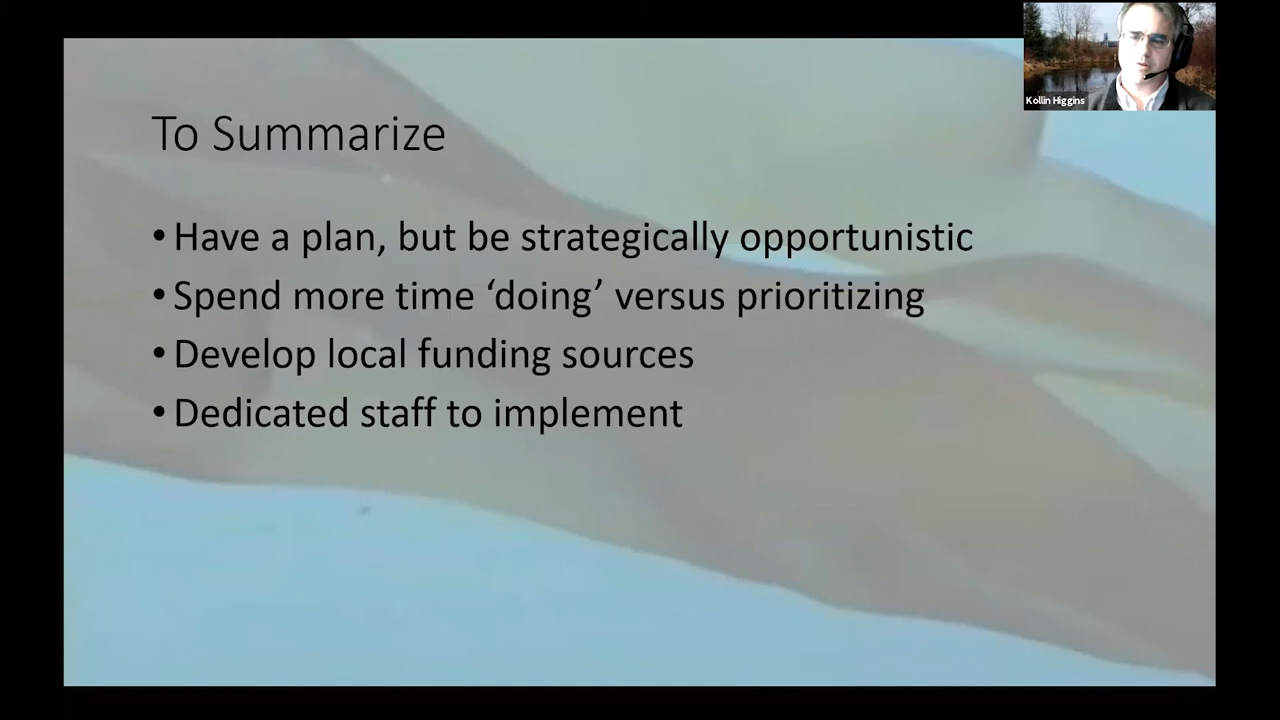 Kollin Higgins
To Summarize
• Have a plan, but be strategically opportunistic
• Spend more time ‘doing’ versus prioritizing
• Develop local funding sources
• Dedicated staff to implement